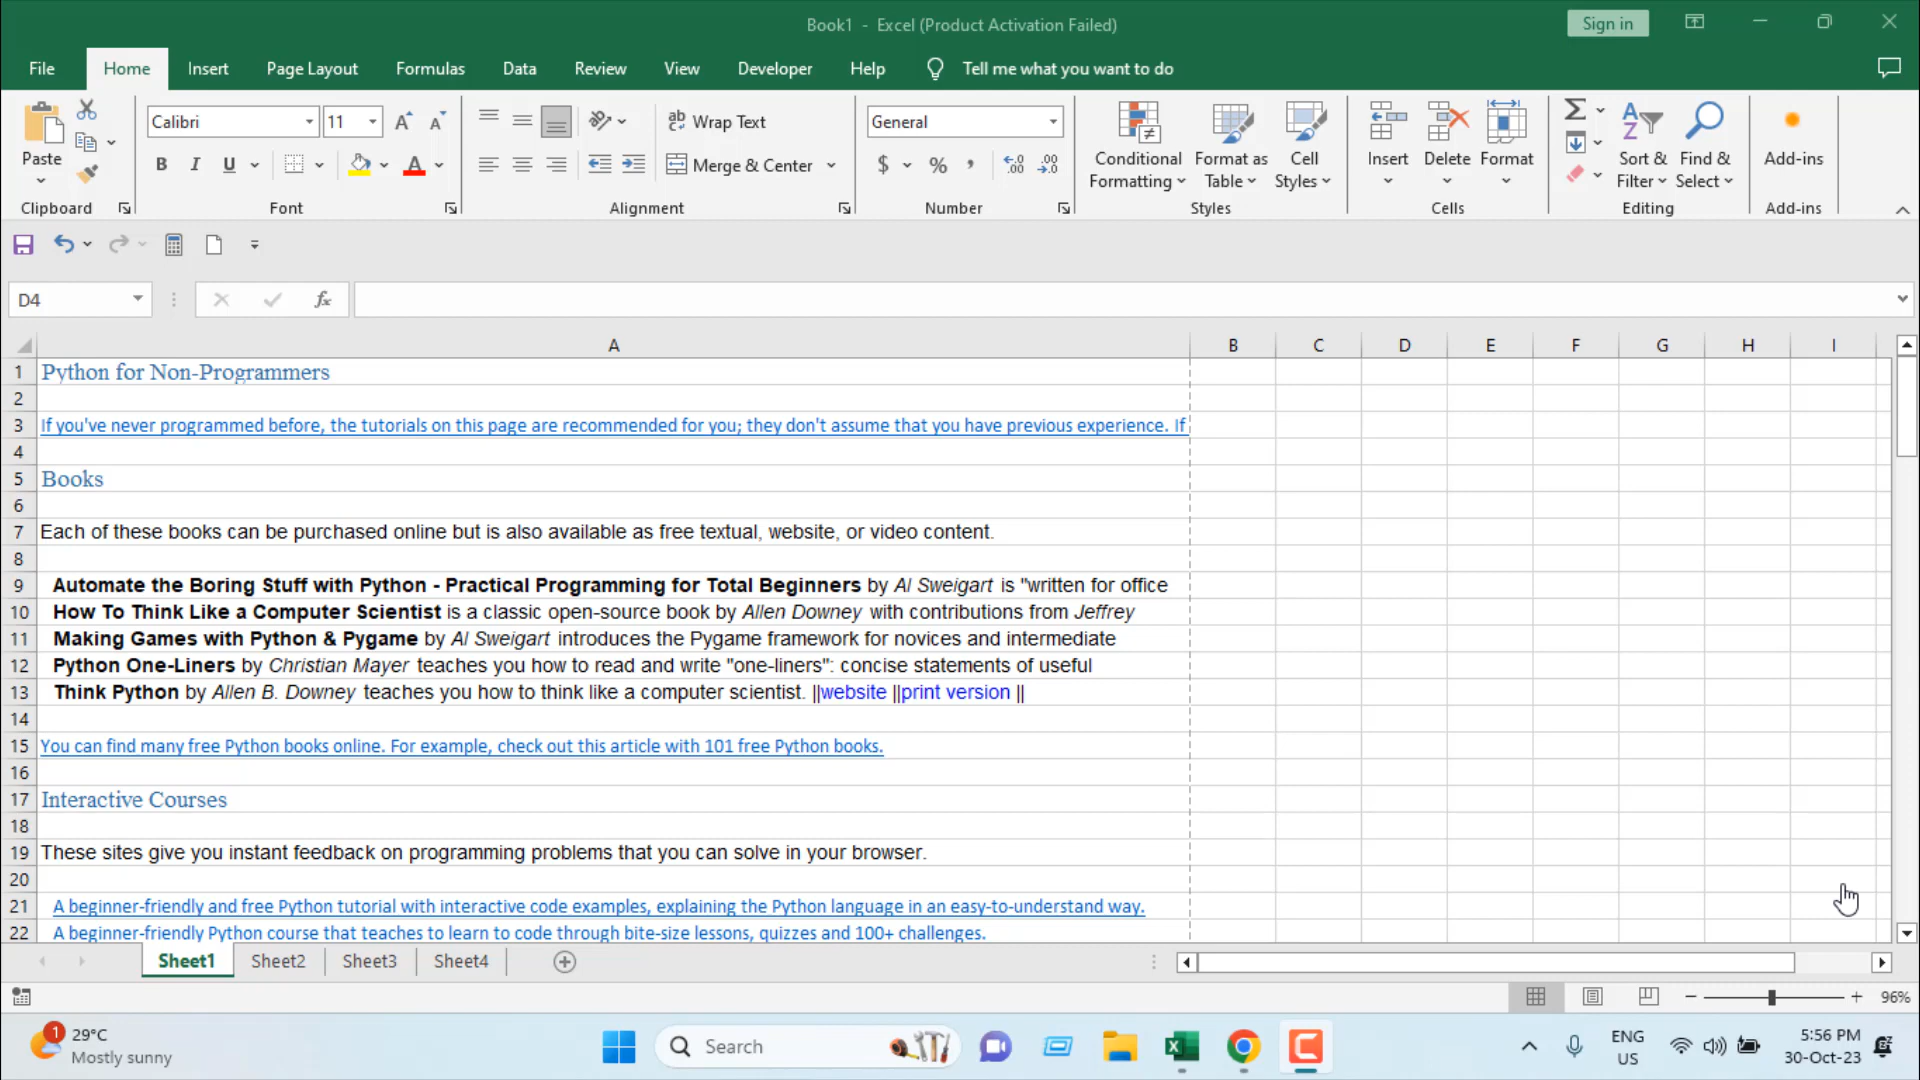 Book1 - Excel (Product Activation Failed)
Sign in
File Home Insert Page Layout Formulas Data Review View Developer Help Tell me what you want to do
Paste
Clipboard
Calibri 11
B I U
Font
Wrap Text
Merge & Center
Alignment
General
$ % ,
Number
Conditional Formatting
Format as Table
Cell Styles
Styles
Insert
Delete
Format
Cells
Sort & Filter
Find & Select
Editing
Add-ins
Add-ins
D4
fx
A B C D E F G H I
1 Python for Non-Programmers
2
3 If you've never programmed before, the tutorials on this page are recommended for you; they don't assume that you have previous experience. If
4
5 Books
6
7 Each of these books can be purchased online but is also available as free textual, website, or video content.
8
9 Automate the Boring Stuff with Python - Practical Programming for Total Beginners by Al Sweigart is "written for office
10 How To Think Like a Computer Scientist is a classic open-source book by Allen Downey with contributions from Jeffrey
11 Making Games with Python & Pygame by Al Sweigart introduces the Pygame framework for novices and intermediate
12 Python One-Liners by Christian Mayer teaches you how to read and write "one-liners": concise statements of useful
13 Think Python by Allen B. Downey teaches you how to think like a computer scientist. ||website ||print version ||
14
15 You can find many free Python books online. For example, check out this article with 101 free Python books.
16
17 Interactive Courses
18
19 These sites give you instant feedback on programming problems that you can solve in your browser.
20
21 A beginner-friendly and free Python tutorial with interactive code examples, explaining the Python language in an easy-to-understand way.
22 A beginner-friendly Python course that teaches to learn to code through bite-size lessons, quizzes and 100+ challenges.
Sheet1 Sheet2 Sheet3 Sheet4
96%
1
29°C
Mostly sunny
Search
ENG
US
5:56 PM
30-Oct-23